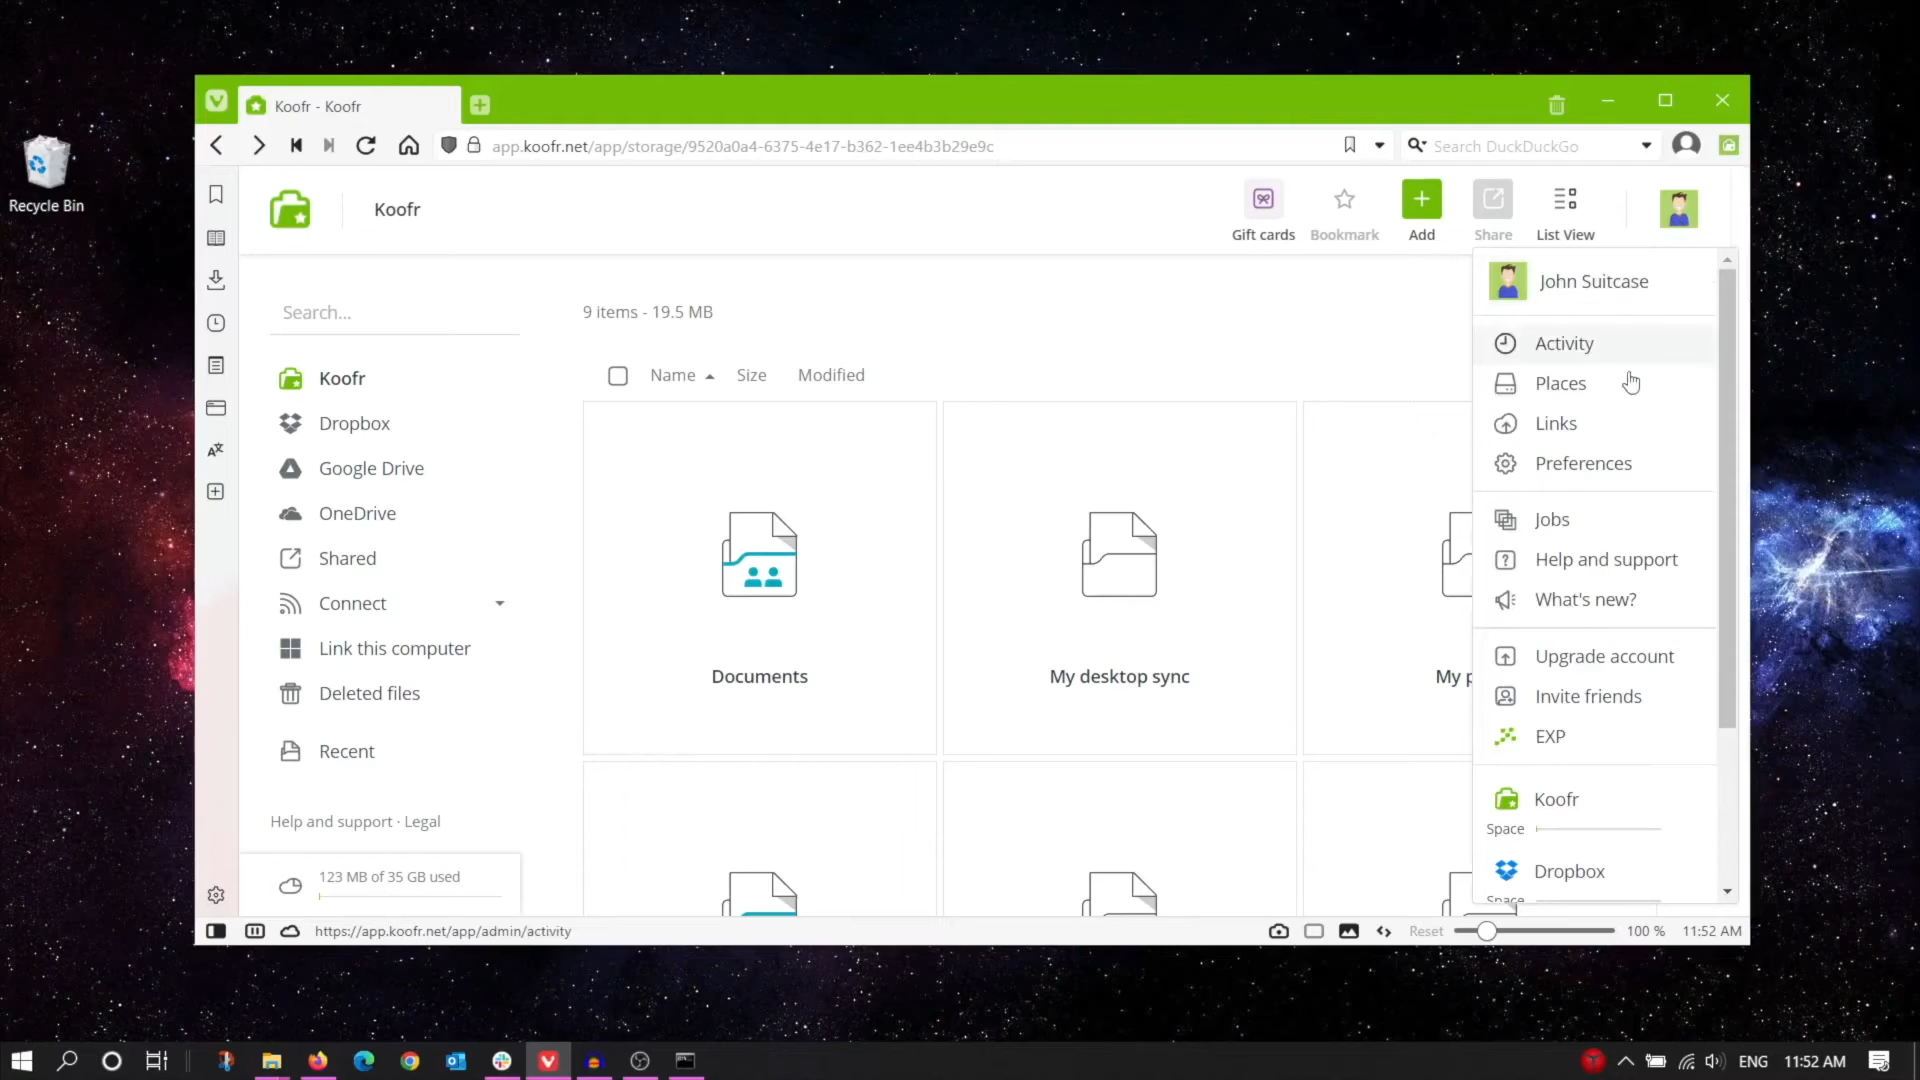 Recycle Bin
Koofr - Koofr
app.koofr.net/app/storage/9520a0a4-6375-4e17-b362-1ee4b3b29e9c
Search DuckDuckGo
Koofr
Gift cards
Bookmark
Add
Share
List View
John Suitcase
Search...
9 items - 19.5 MB
Name Size Modified
Koofr
Dropbox
Google Drive
OneDrive
Shared
Connect
Link this computer
Deleted files
Recent
Help and support · Legal
123 MB of 35 GB used
Documents
My desktop sync
My p
Activity
Places
Links
Preferences
Jobs
Help and support
What's new?
Upgrade account
Invite friends
EXP
Koofr
Space
Dropbox
Space
https://app.koofr.net/app/admin/activity
Reset
100 %
11:52 AM
ENG
11:52 AM